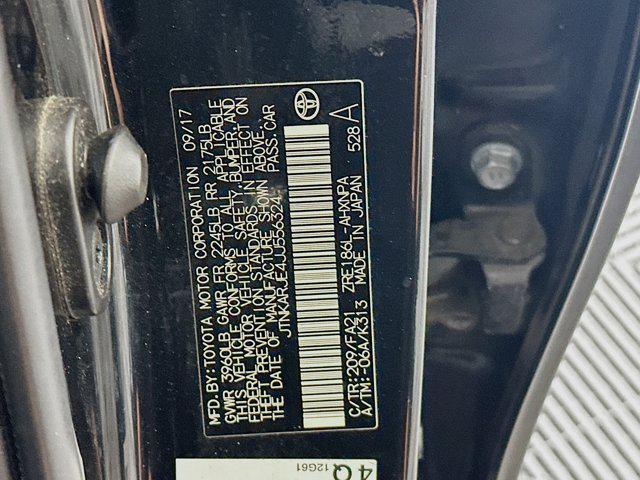 MFD. BY: TOYOTA MOTOR CORPORATION 09/17
GVWR 3960LB GAWR FR 2245LB RR 2175LB
THIS VEHICLE CONFORMS TO ALL APPLICABLE
FEDERAL MOTOR VEHICLE SAFETY, BUMPER, AND
THEFT PREVENTION STANDARDS IN EFFECT ON
THE DATE OF MANUFACTURE SHOWN ABOVE.
JTNKARJE4JJ556324 PASS.CAR
C/TR:209/FA21 ZRE186L-AHXNPA
A/TM:-06A/K313 MADE IN JAPAN 528 A
4Q
12G61